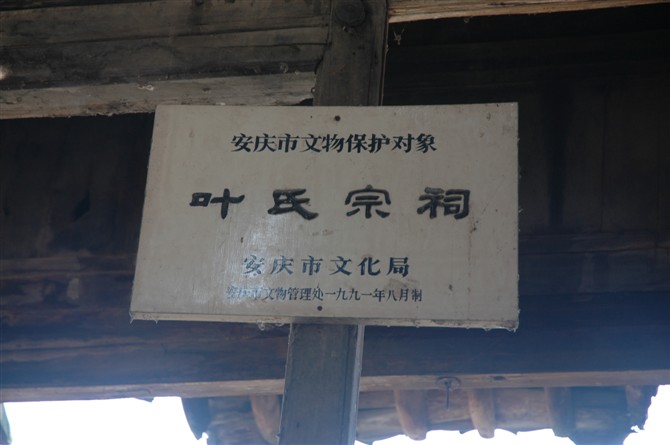 安庆市文物保护对象
叶氏宗祠
安庆市文化局
安庆市文物管理处一九九一年八月制